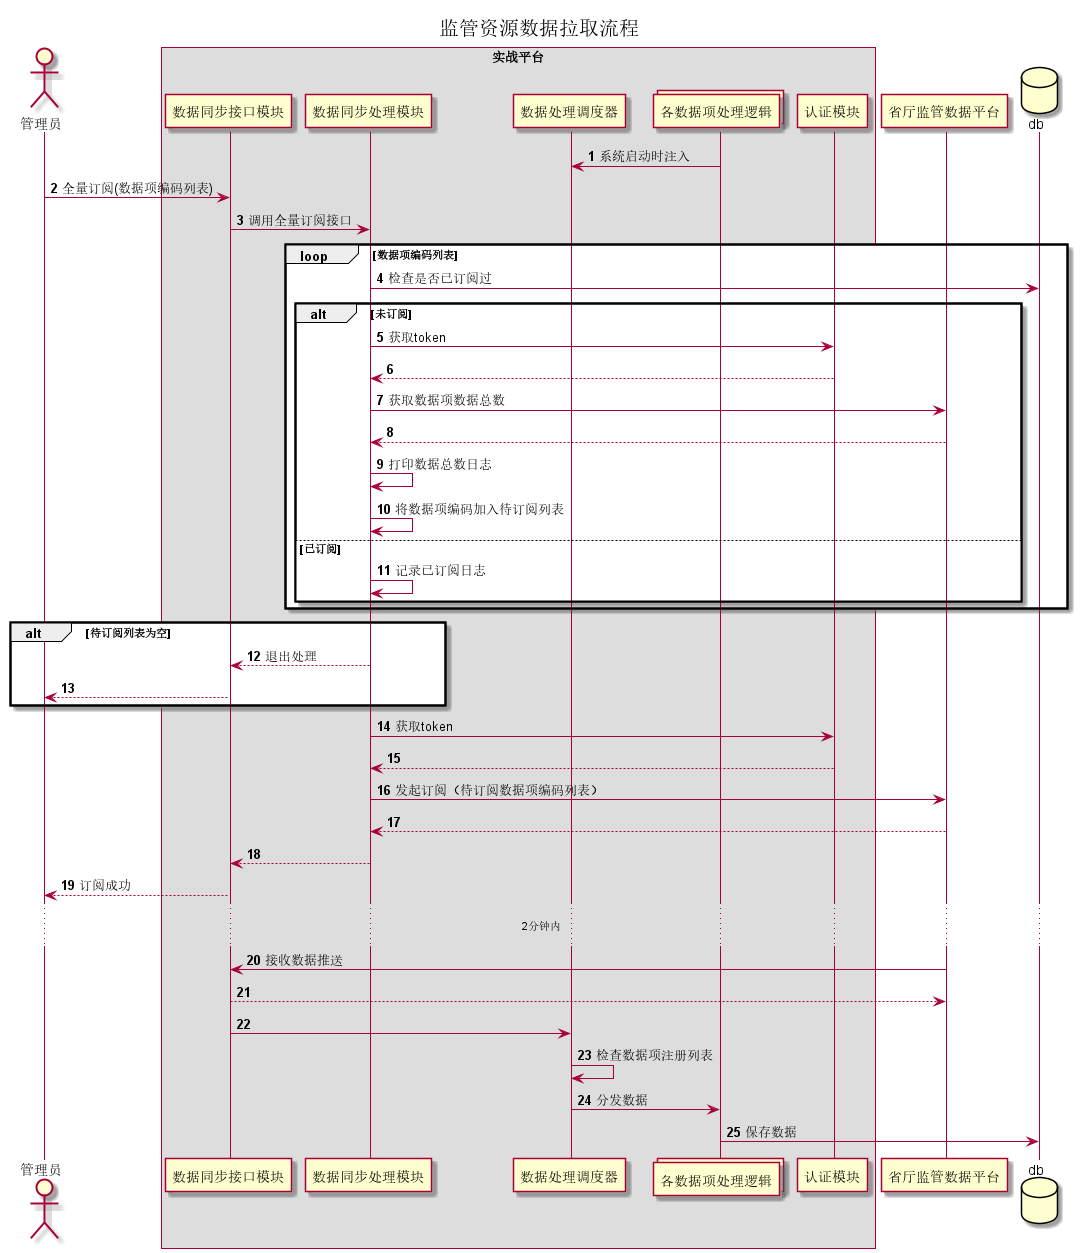 监管资源数据拉取流程
实战平台
管理员
数据同步接口模块
数据同步处理模块
数据处理调度器
各数据项处理逻辑
认证模块
省厅监管数据平台
db
1 系统启动时注入
2 全量订阅(数据项编码列表)
3 调用全量订阅接口
loop [数据项编码列表]
4 检查是否已订阅过
alt [未订阅]
5 获取token
6
7 获取数据项数据总数
8
9 打印数据总数日志
10 将数据项编码加入待订阅列表
[已订阅]
11 记录已订阅日志
alt [待订阅列表为空]
12 退出处理
13
14 获取token
15
16 发起订阅（待订阅数据项编码列表）
17
18
19 订阅成功
2分钟内
20 接收数据推送
21
22
23 检查数据项注册列表
24 分发数据
25 保存数据
管理员
数据同步接口模块
数据同步处理模块
数据处理调度器
各数据项处理逻辑
认证模块
省厅监管数据平台
db